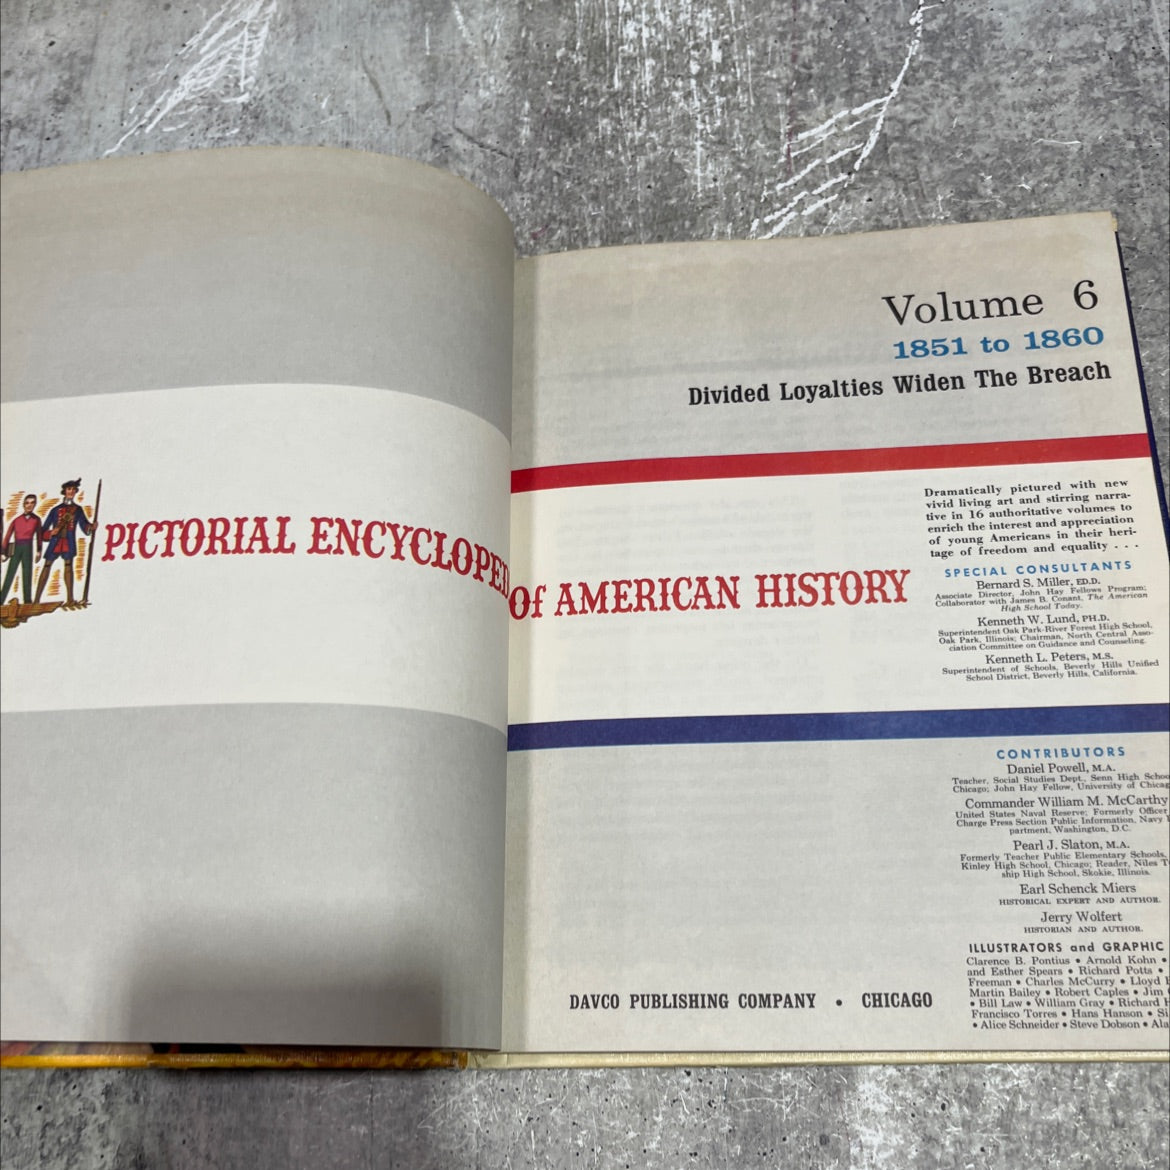 PICTORIAL ENCYCLOPED
Of AMERICAN HISTORY
Volume 6
1851 to 1860
Divided Loyalties Widen The Breach
Dramatically pictured with new
vivid living art and stirring narra-
tive in 16 authoritative volumes to
enrich the interest and appreciation
of young Americans in their heri-
tage of freedom and equality . . .
SPECIAL CONSULTANTS
Bernard S. Miller, ED.D.
Associate Director, John Hay Fellows Program;
Collaborator with James B. Conant, The American
High School Today.
Kenneth W. Lund, PH.D.
Superintendent Oak Park-River Forest High School,
Oak Park, Illinois; Chairman, North Central Asso-
ciation Committee on Guidance and Counseling.
Kenneth L. Peters, M.S.
Superintendent of Schools, Beverly Hills Unified
School District, Beverly Hills, California.
CONTRIBUTORS
Daniel Powell, M.A.
Teacher, Social Studies Dept., Senn High Schoo
Chicago; John Hay Fellow, University of Chicag
Commander William M. McCarthy
United States Naval Reserve; Formerly Officer
Charge Press Section Public Information, Navy
partment, Washington, D.C.
Pearl J. Slaton, M.A.
Formerly Teacher Public Elementary Schools,
Kinley High School, Chicago; Reader, Niles T
ship High School, Skokie, Illinois.
Earl Schenck Miers
HISTORICAL EXPERT AND AUTHOR.
Jerry Wolfert
HISTORIAN AND AUTHOR.
ILLUSTRATORS and GRAPHIC
Clarence B. Pontius • Arnold Kohn •
and Esther Spears • Richard Potts •
Freeman • Charles McCurry • Lloyd
Martin Bailey • Robert Caples • Jim
• Bill Law • William Gray • Richard
Francisco Torres • Hans Hanson • Si
• Alice Schneider • Steve Dobson • Ala
DAVCO PUBLISHING COMPANY • CHICAGO